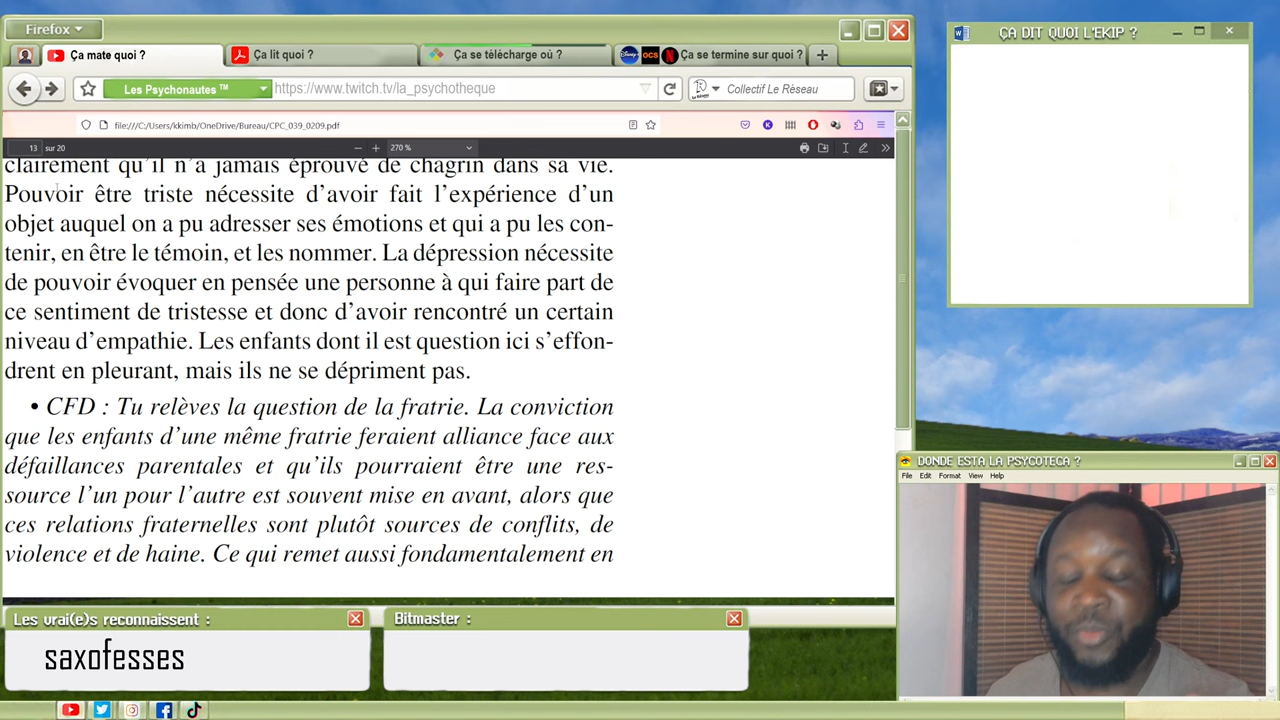 Firefox
Ça mate quoi ?
Ça lit quoi ?
Ça se télécharge où ?
Disney+
OCS
N
Ça se termine sur quoi ?
Les Psychonautes ™
https://www.twitch.tv/la_psychotheque
Collectif Le Réseau
file:///C:/Users/kkimb/OneDrive/Bureau/CPC_039_0209.pdf
13 sur 20
270 %
clairement qu'il n'a jamais éprouvé de chagrin dans sa vie.
Pouvoir être triste nécessite d'avoir fait l'expérience d'un
objet auquel on a pu adresser ses émotions et qui a pu les con-
tenir, en être le témoin, et les nommer. La dépression nécessite
de pouvoir évoquer en pensée une personne à qui faire part de
ce sentiment de tristesse et donc d'avoir rencontré un certain
niveau d'empathie. Les enfants dont il est question ici s'effon-
drent en pleurant, mais ils ne se dépriment pas.
• CFD : Tu relèves la question de la fratrie. La conviction
que les enfants d'une même fratrie feraient alliance face aux
défaillances parentales et qu'ils pourraient être une res-
source l'un pour l'autre est souvent mise en avant, alors que
ces relations fraternelles sont plutôt sources de conflits, de
violence et de haine. Ce qui remet aussi fondamentalement en
ÇA DIT QUOI L'EKIP ?
DONDE ESTA LA PSYCOTECA ?
File Edit Format View Help
Les vrai(e)s reconnaissent :
saxofesses
Bitmaster :